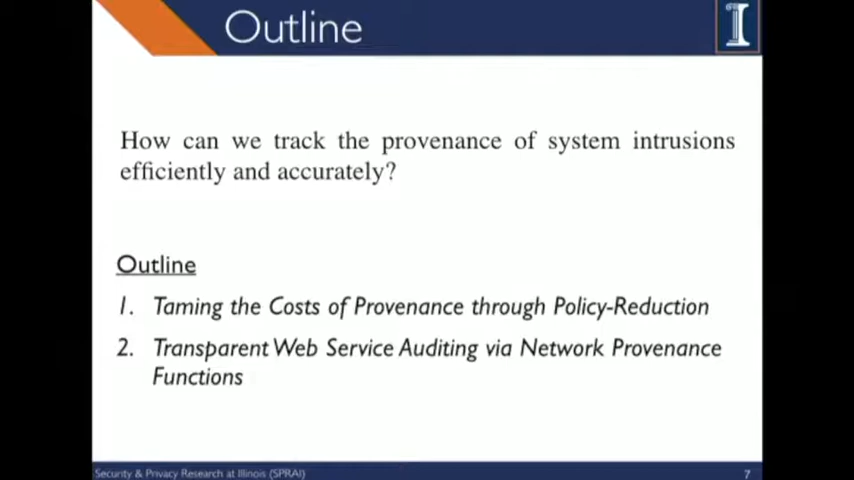 Outline
How can we track the provenance of system intrusions
efficiently and accurately?
Outline
1. Taming the Costs of Provenance through Policy-Reduction
2. Transparent Web Service Auditing via Network Provenance
Functions
Security & Privacy Research at Illinois (SPRAI)
7